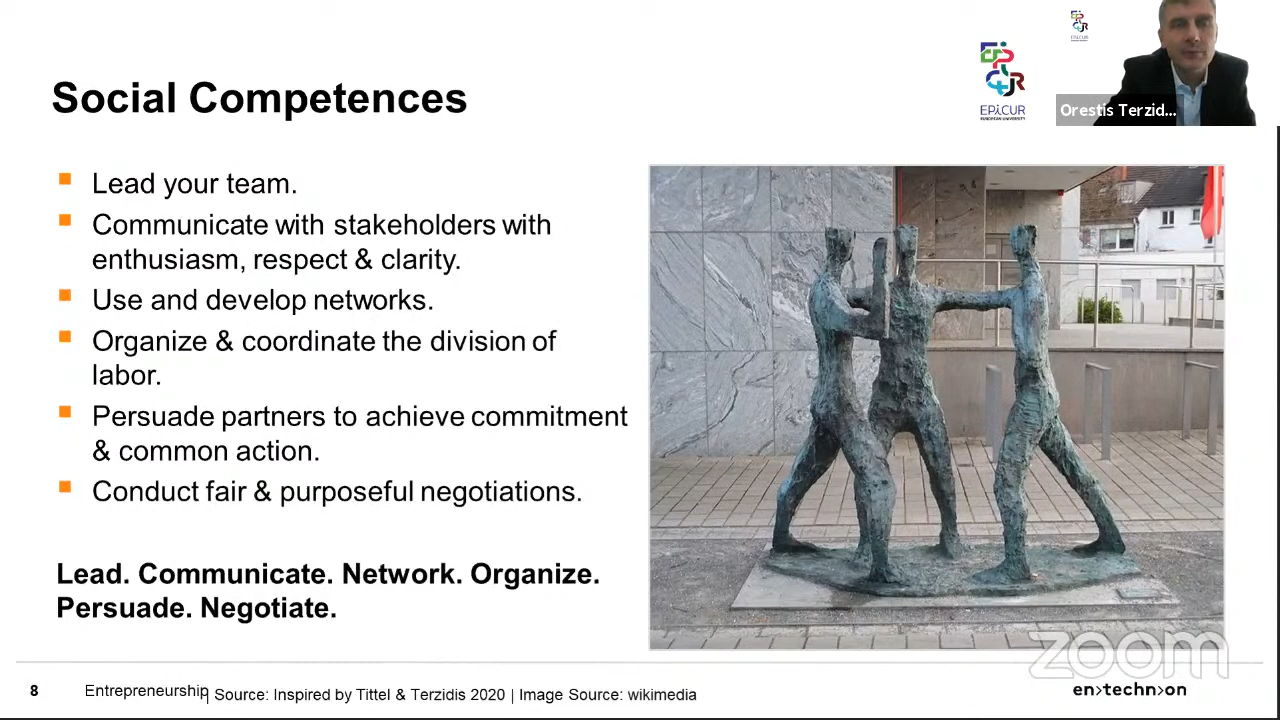 Social Competences
EPICUR
EUROPEAN UNIVERSITY
EPICUR
Orestis Terzid...
Lead your team.
Communicate with stakeholders with
enthusiasm, respect & clarity.
Use and develop networks.
Organize & coordinate the division of
labor.
Persuade partners to achieve commitment
& common action.
Conduct fair & purposeful negotiations.
Lead. Communicate. Network. Organize.
Persuade. Negotiate.
zoom
8 Entrepreneurship | Source: Inspired by Tittel & Terzidis 2020 | Image Source: wikimedia
en>techn>on